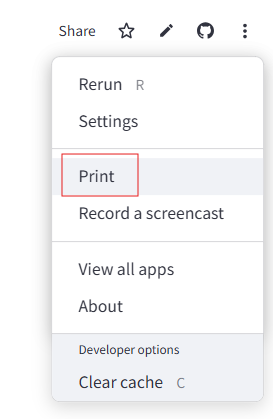 Share
Rerun R
Settings
Print
Record a screencast
View all apps
About
Developer options
Clear cache C